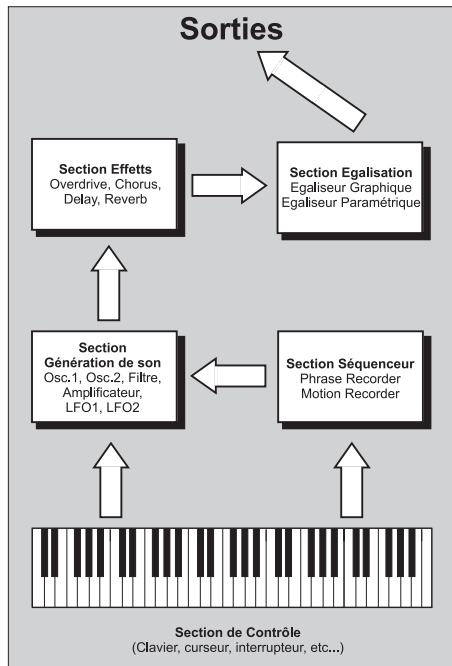 Sorties
Section Effetts
Overdrive, Chorus,
Delay, Reverb
Section Egalisation
Egaliseur Graphique
Egaliseur Paramétrique
Section
Génération de son
Osc.1, Osc.2, Filtre,
Amplificateur,
LFO1, LFO2
Section Séquenceur
Phrase Recorder
Motion Recorder
Section de Contrôle
(Clavier, curseur, interrupteur, etc...)